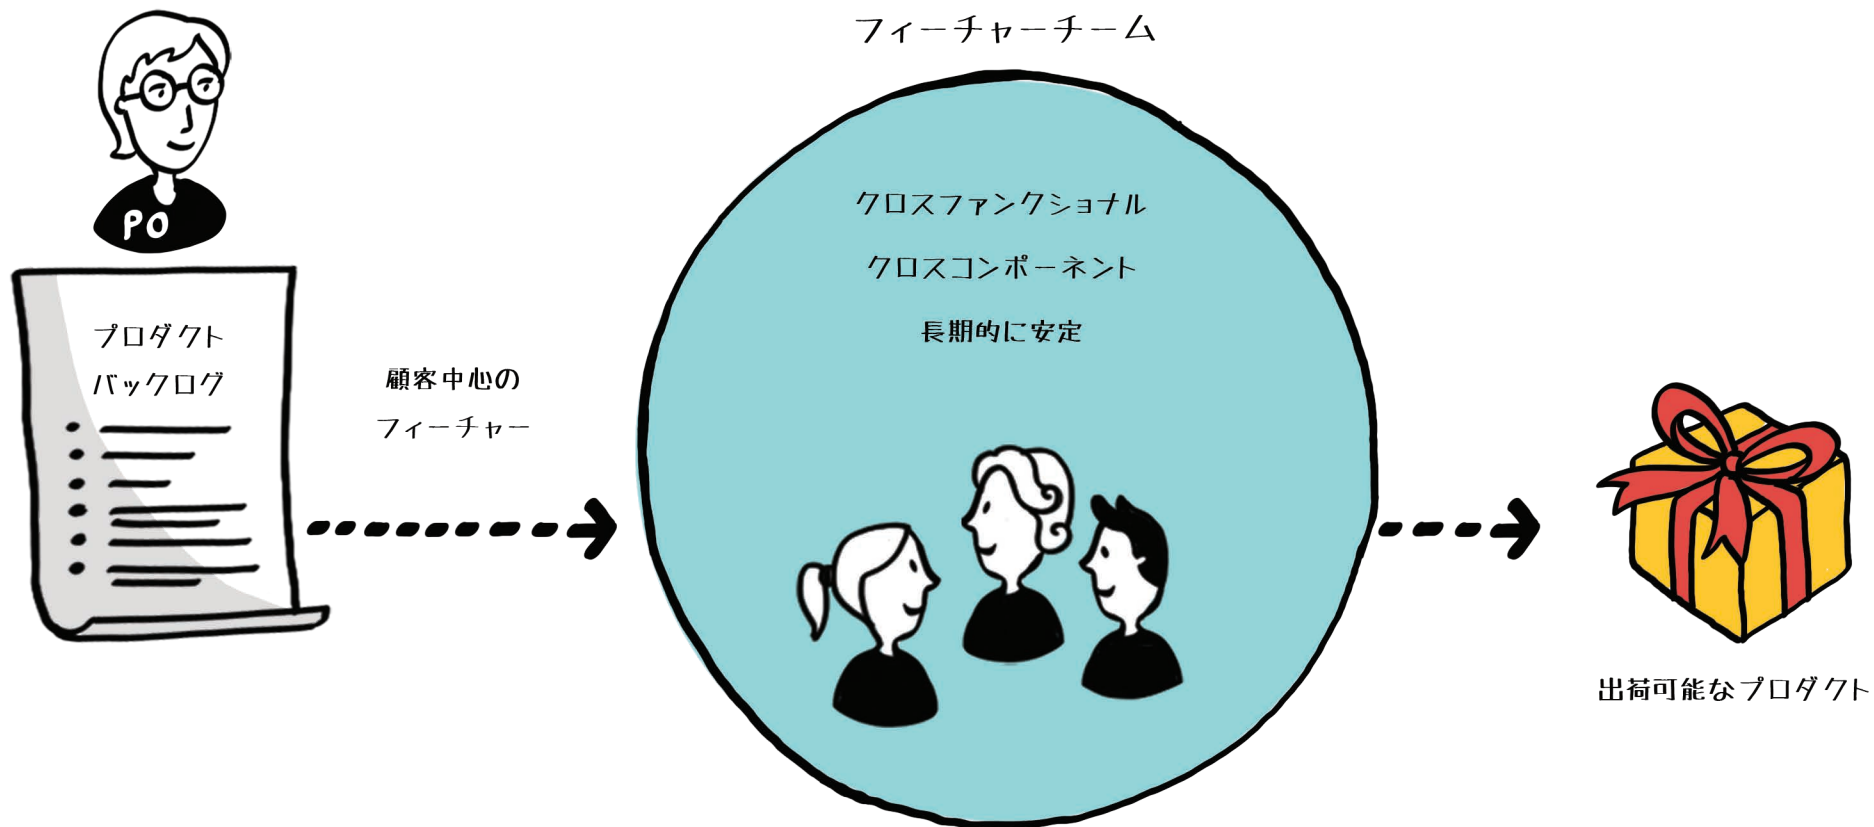 フィーチャーチーム
PO
プロダクト
バックログ
顧客中心の
フィーチャー
クロスファンクショナル
クロスコンポーネント
長期的に安定
出荷可能なプロダクト